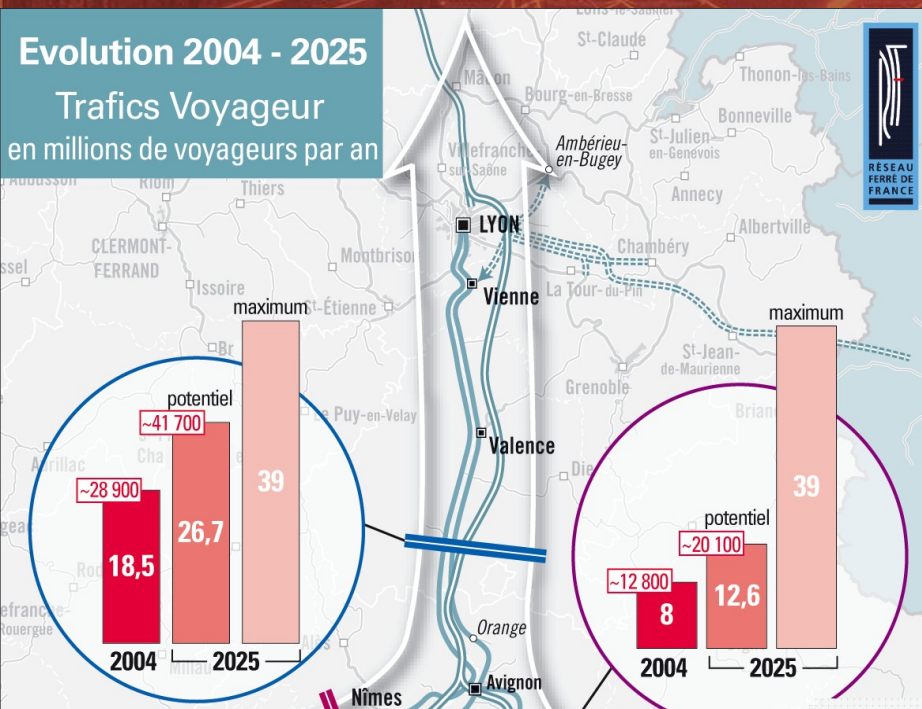 Evolution 2004 - 2025
Trafics Voyageur
en millions de voyageurs par an
RÉSEAU
FERRÉ DE
FRANCE
St-Claude
Thonon-les-Bains
Mâcon
Bourg-en-Bresse
Bonneville
St-Julien-
en-Genevois
Ambérieu-
en-Bugey
Villefranche-
sur-Saône
Annecy
Riom
Thiers
LYON
Albertville
CLERMONT-
FERRAND
Montbrison
Chambéry
Issoire
St-Étienne
Vienne
La Tour-du-Pin
St-Jean-
de-Maurienne
Grenoble
Le Puy-en-Velay
Valence
Die
Aurillac
maximum
potentiel
~41 700
~28 900
39
26,7
18,5
2004
2025
maximum
potentiel
~20 100
~12 800
39
12,6
8
2004
2025
Orange
Avignon
Nîmes
Rouergue
Millau